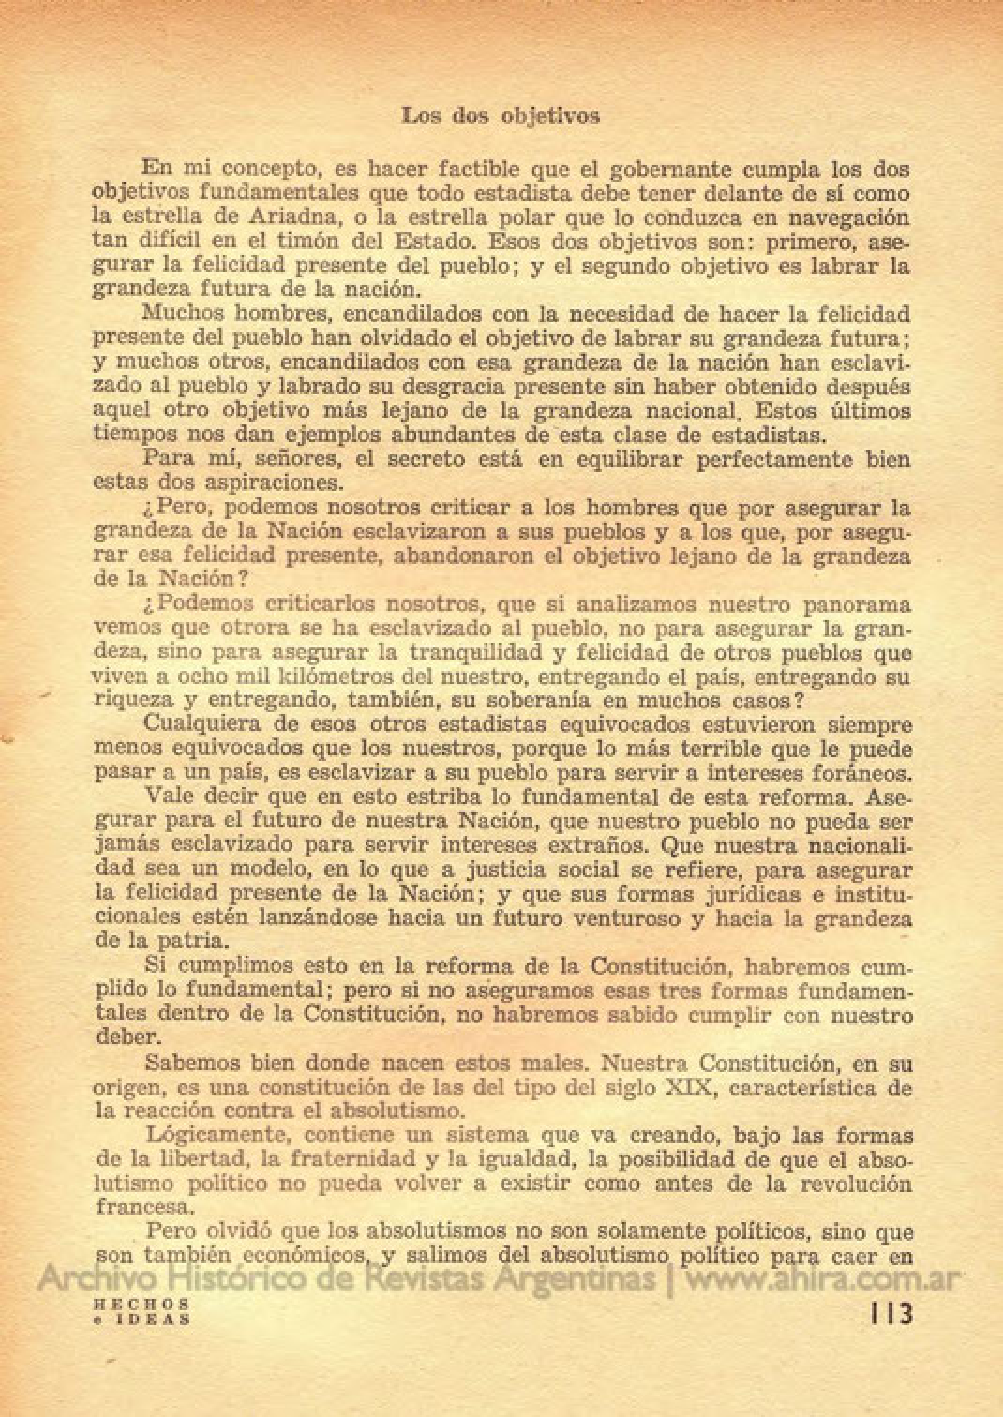 Los dos objetivos
En mi concepto, es hacer factible que el gobernante cumpla los dos
objetivos fundamentales que todo estadista debe tener delante de sí como
la estrella de Ariadna, o la estrella polar que lo conduzca en navegación
tan difícil en el timón del Estado. Esos dos objetivos son: primero, ase-
gurar la felicidad presente del pueblo; y el segundo objetivo es labrar la
grandeza futura de la nación.
Muchos hombres, encandilados con la necesidad de hacer la felicidad
presente del pueblo han olvidado el objetivo de labrar su grandeza futura;
y muchos otros, encandilados con esa grandeza de la nación han esclavi-
zado al pueblo y labrado su desgracia presente sin haber obtenido después
aquel otro objetivo más lejano de la grandeza nacional. Estos últimos
tiempos nos dan ejemplos abundantes de esta clase de estadistas.
Para mí, señores, el secreto está en equilibrar perfectamente bien
estas dos aspiraciones.
¿Pero, podemos nosotros criticar a los hombres que por asegurar la
grandeza de la Nación esclavizaron a sus pueblos y a los que, por asegu-
rar esa felicidad presente, abandonaron el objetivo lejano de la grandeza
de la Nación?
¿Podemos criticarlos nosotros, que si analizamos nuestro panorama
vemos que otrora se ha esclavizado al pueblo, no para asegurar la gran-
deza, sino para asegurar la tranquilidad y felicidad de otros pueblos que
viven a ocho mil kilómetros del nuestro, entregando el país, entregando su
riqueza y entregando, también, su soberanía en muchos casos?
Cualquiera de esos otros estadistas equivocados estuvieron siempre
menos equivocados que los nuestros, porque lo más terrible que le puede
pasar a un país, es esclavizar a su pueblo para servir a intereses foráneos.
Vale decir que en esto estriba lo fundamental de esta reforma. Ase-
gurar para el futuro de nuestra Nación, que nuestro pueblo no pueda ser
jamás esclavizado para servir intereses extraños. Que nuestra nacionali-
dad sea un modelo, en lo que a justicia social se refiere, para asegurar
la felicidad presente de la Nación; y que sus formas jurídicas e institu-
cionales estén lanzándose hacia un futuro venturoso y hacia la grandeza
de la patria.
Si cumplimos esto en la reforma de la Constitución, habremos cum-
plido lo fundamental; pero si no aseguramos esas tres formas fundamen-
tales dentro de la Constitución, no habremos sabido cumplir con nuestro
deber.
Sabemos bien donde nacen estos males. Nuestra Constitución, en su
origen, es una constitución de las del tipo del siglo XIX, característica de
la reacción contra el absolutismo.
Lógicamente, contiene un sistema que va creando, bajo las formas
de la libertad, la fraternidad y la igualdad, la posibilidad de que el abso-
lutismo político no pueda volver a existir como antes de la revolución
francesa.
Pero olvidó que los absolutismos no son solamente políticos, sino que
son también económicos, y salimos del absolutismo político para caer en
Archivo Histórico de Revistas Argentinas | www.ahira.com.ar
HECHOS
e IDEAS
113